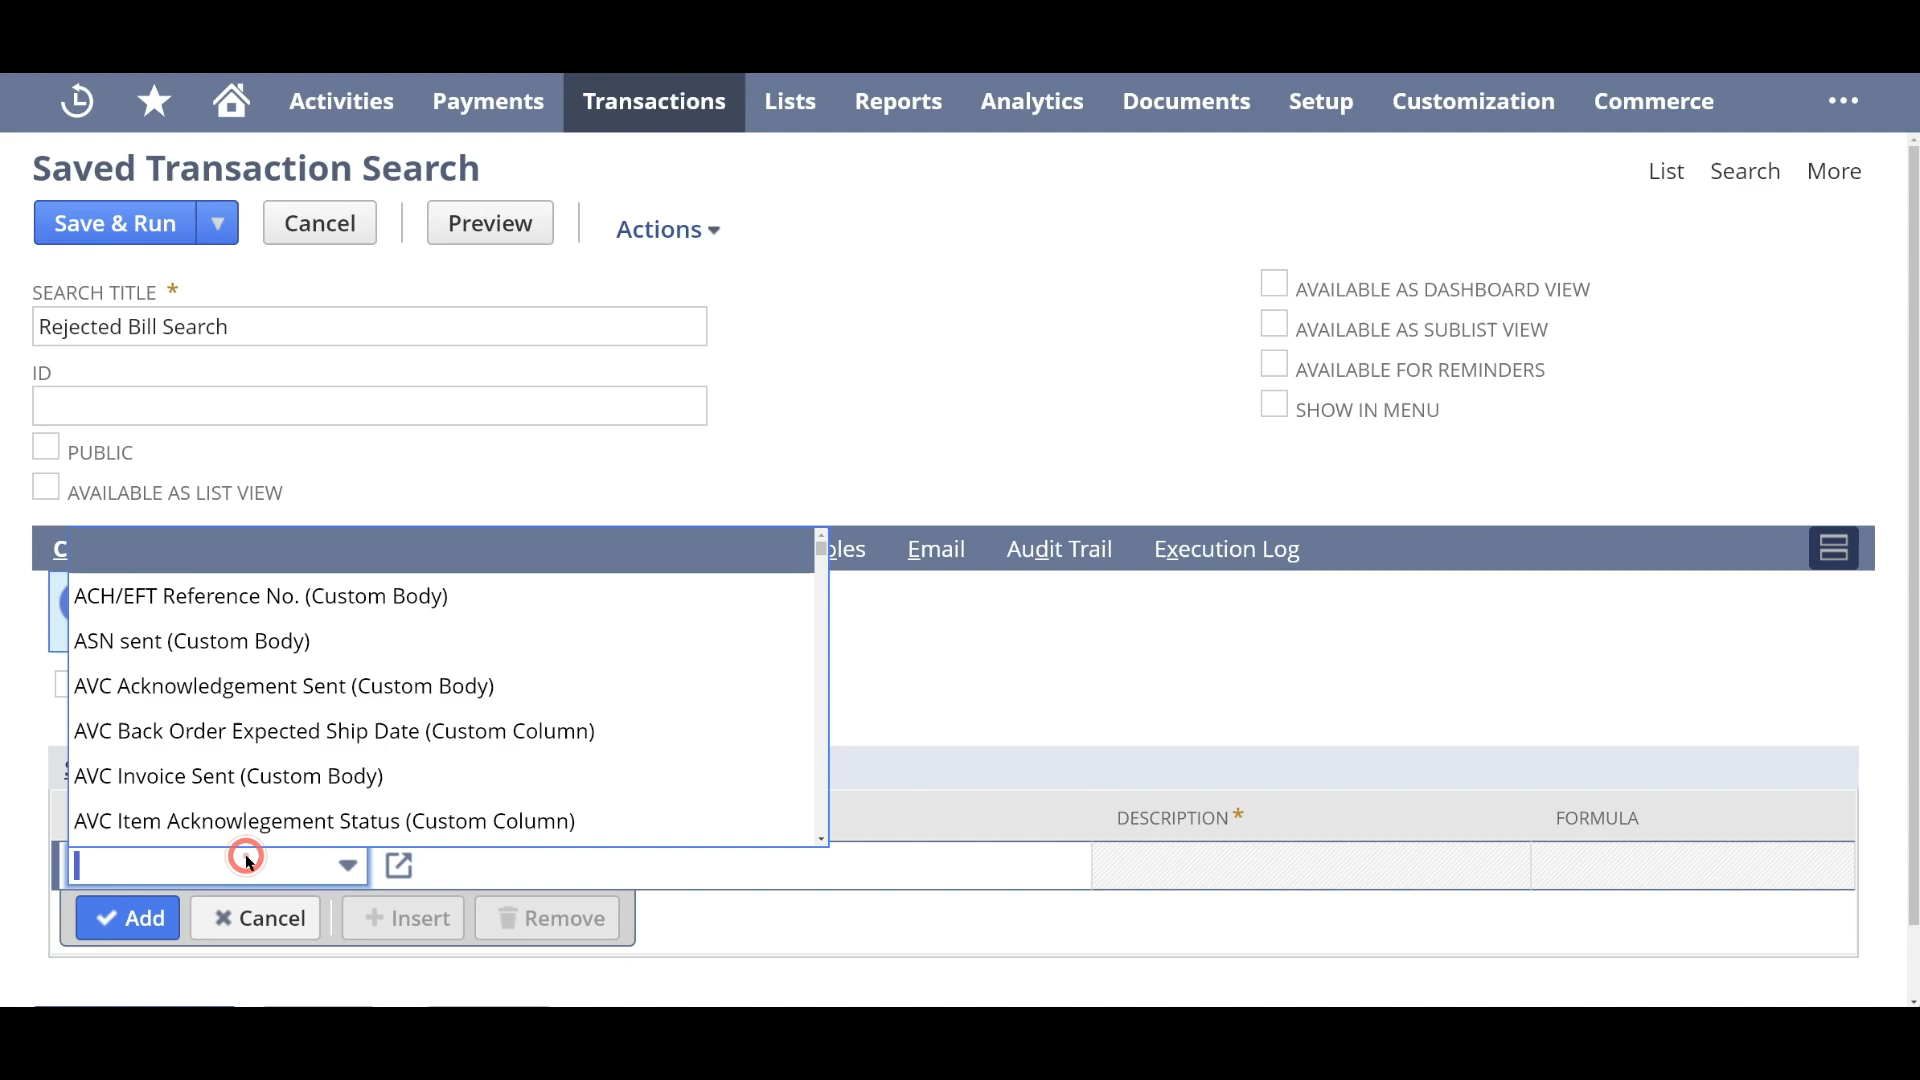 Activities Payments Transactions Lists Reports Analytics Documents Setup Customization Commerce
Saved Transaction Search
List Search More
Save & Run Cancel Preview Actions
SEARCH TITLE *
Rejected Bill Search
ID
PUBLIC
AVAILABLE AS LIST VIEW
AVAILABLE AS DASHBOARD VIEW
AVAILABLE AS SUBLIST VIEW
AVAILABLE FOR REMINDERS
SHOW IN MENU
C Email Audit Trail Execution Log
ACH/EFT Reference No. (Custom Body)
ASN sent (Custom Body)
AVC Acknowledgement Sent (Custom Body)
AVC Back Order Expected Ship Date (Custom Column)
AVC Invoice Sent (Custom Body)
AVC Item Acknowlegement Status (Custom Column)
DESCRIPTION * FORMULA
Add Cancel Insert Remove